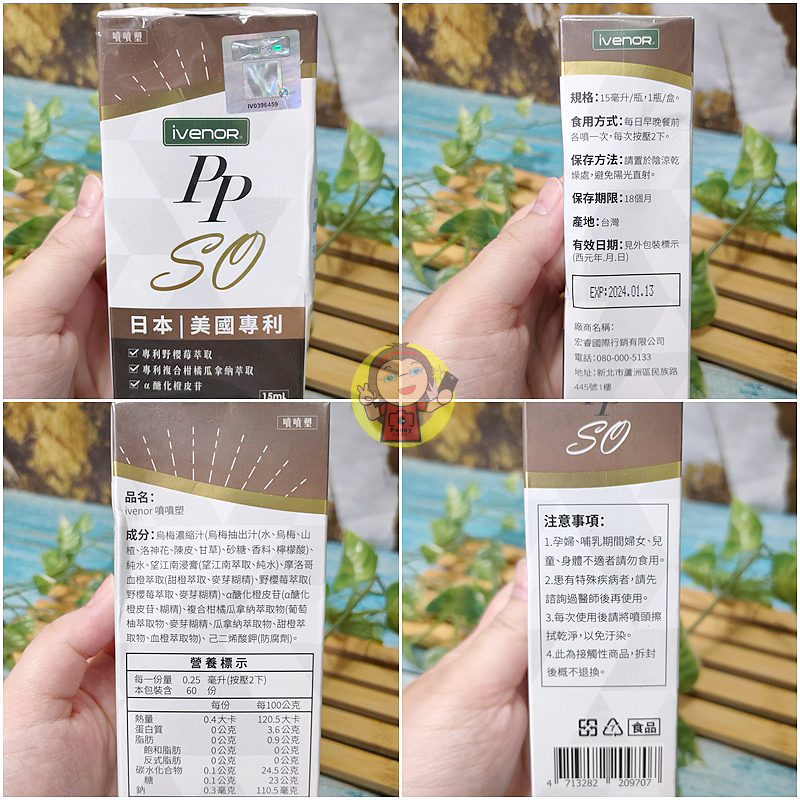 噴噴塑
IV0396459
ivenor
PP
SO
日本|美國專利
專利野櫻莓萃取
專利複合柑橘瓜拿納萃取
α醣化橙皮苷
15mL
ivenor
規格:15毫升/瓶,1瓶/盒。
食用方式:每日早晚餐前
各噴一次,每次按壓2下。
保存方法:請置於陰涼乾
燥處,避免陽光直射。
保存期限:18個月
產地:台灣
有效日期:見外包裝標示
(西元年.月.日)
EXP:2024.01.13
廠商名稱:
宏睿國際行銷有限公司
電話:080-000-5133
地址:新北市蘆洲區民族路
445號1樓
噴噴塑
品名:
ivenor 噴噴塑
成分:烏梅濃縮汁(烏梅抽出汁(水、烏梅、山
楂、洛神花、陳皮、甘草)、砂糖、香料、檸檬酸)、
純水、望江南浸膏(望江南萃取、純水)、摩洛哥
血橙萃取(甜橙萃取、麥芽糊精)、野櫻莓萃取(
野櫻莓萃取、麥芽糊精)、α醣化橙皮苷(α醣化
橙皮苷、糊精)、複合柑橘瓜拿納萃取物(葡萄
柚萃取物、麥芽糊精、瓜拿納萃取物、甜橙萃
取物、血橙萃取物)、己二烯酸鉀(防腐劑)。
營養標示
每一份量 0.25 毫升(按壓2下)
本包裝含 60 份
每份 每100公克
熱量 0.4大卡 120.5大卡
蛋白質 0公克 3.6公克
脂肪 0公克 0.9公克
飽和脂肪 0公克 0公克
反式脂肪 0公克 0公克
碳水化合物 0.1公克 24.5公克
糖 0.1公克 23公克
鈉 0.3毫克 110.5毫克
SO
注意事項:
1.孕婦、哺乳期間婦女、兒
童、身體不適者請勿食用。
2.患有特殊疾病者,請先
諮詢過醫師後再使用。
3.每次使用後請將噴頭擦
拭乾淨,以免汙染。
4.此為接觸性商品,拆封
後概不退換。
食品
4 713282 209707